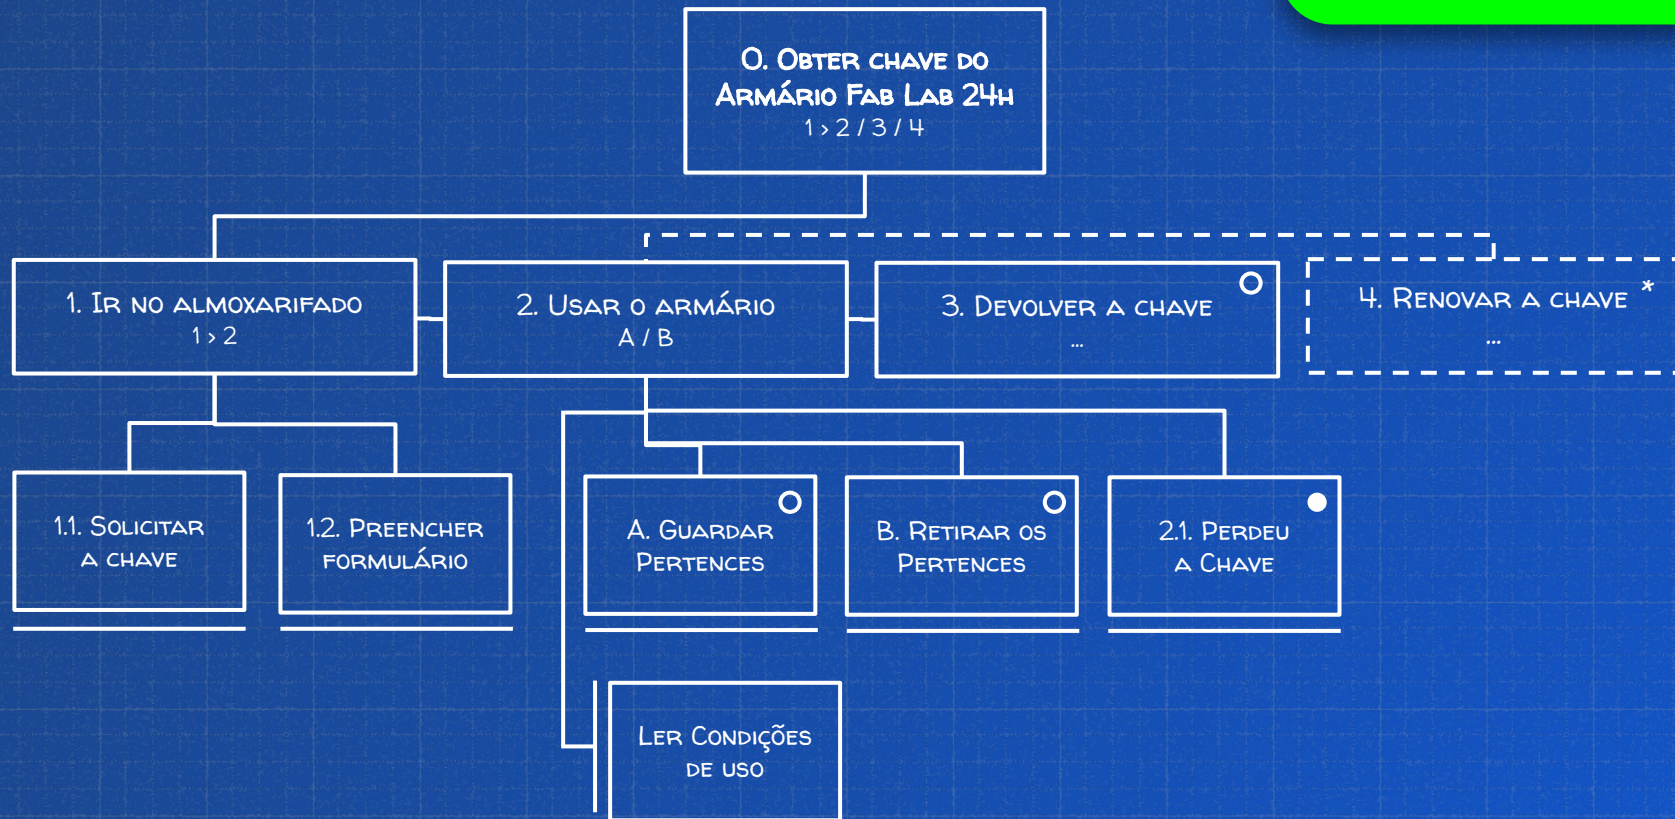 0. Obter chave do
Armário Fab Lab 24h
1 > 2 / 3 / 4
1. Ir no almoxarifado
1 > 2
2. Usar o armário
A / B
3. Devolver a chave
...
4. Renovar a chave *
...
1.1. Solicitar
a chave
1.2. Preencher
formulário
A. Guardar
Pertences
B. Retirar os
Pertences
2.1. Perdeu
a Chave
Ler Condições
de uso